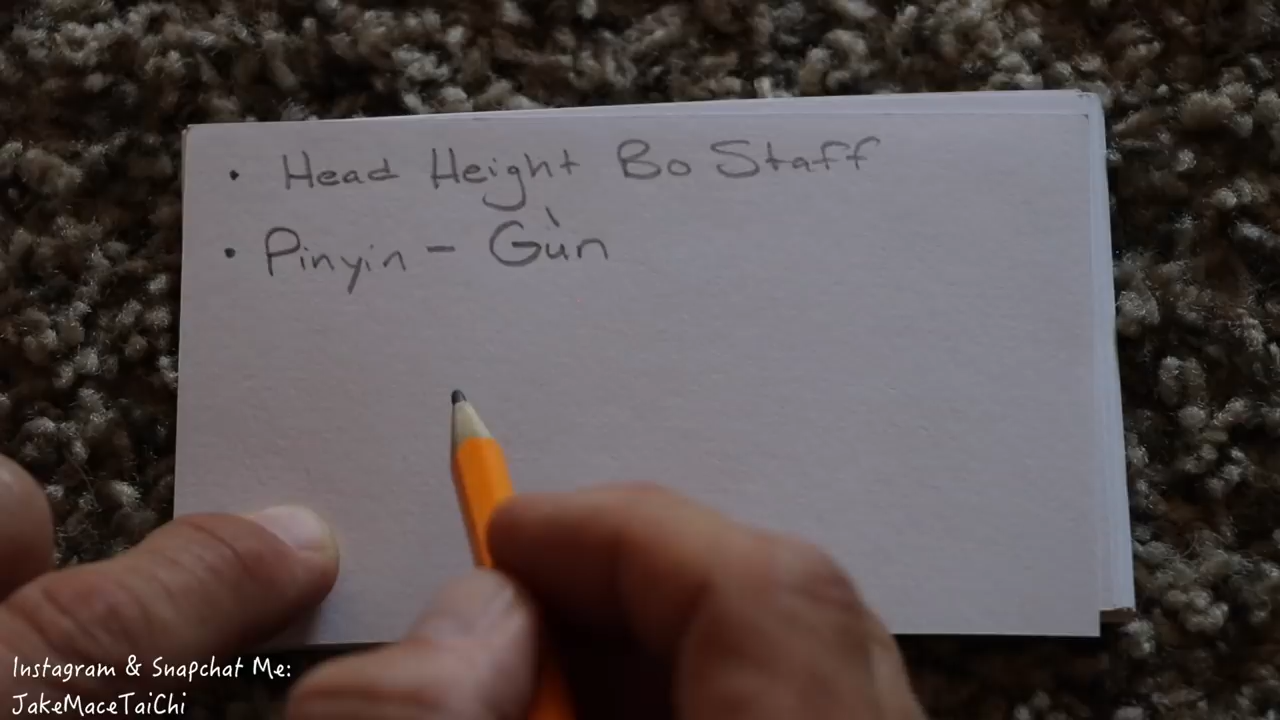 • Head Height Bo Staff
• Pinyin - Gùn
Instagram & Snapchat Me:
JakeMaceTaiChi